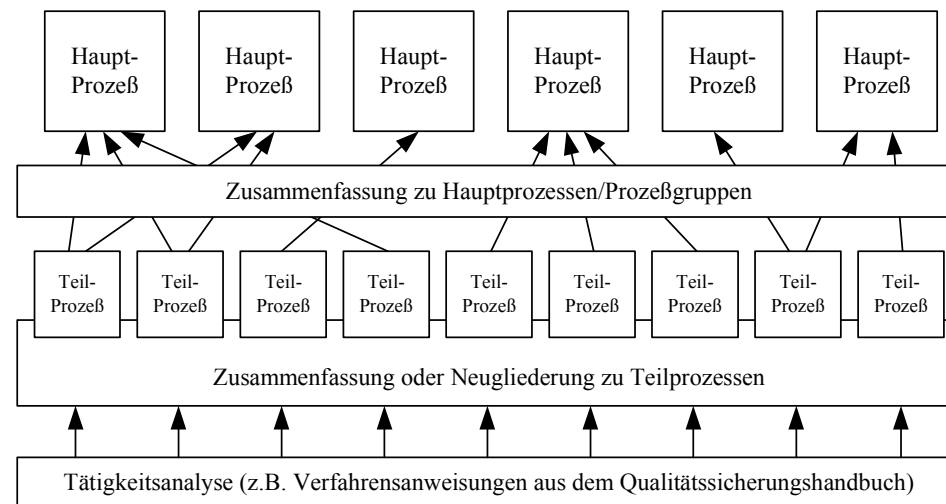 Haupt-
Prozeß
Haupt-
Prozeß
Haupt-
Prozeß
Haupt-
Prozeß
Haupt-
Prozeß
Haupt-
Prozeß
Zusammenfassung zu Hauptprozessen/Prozeßgruppen
Teil-
Prozeß
Teil-
Prozeß
Teil-
Prozeß
Teil-
Prozeß
Teil-
Prozeß
Teil-
Prozeß
Teil-
Prozeß
Teil-
Prozeß
Teil-
Prozeß
Zusammenfassung oder Neugliederung zu Teilprozessen
Tätigkeitsanalyse (z.B. Verfahrensanweisungen aus dem Qualitätssicherungshandbuch)